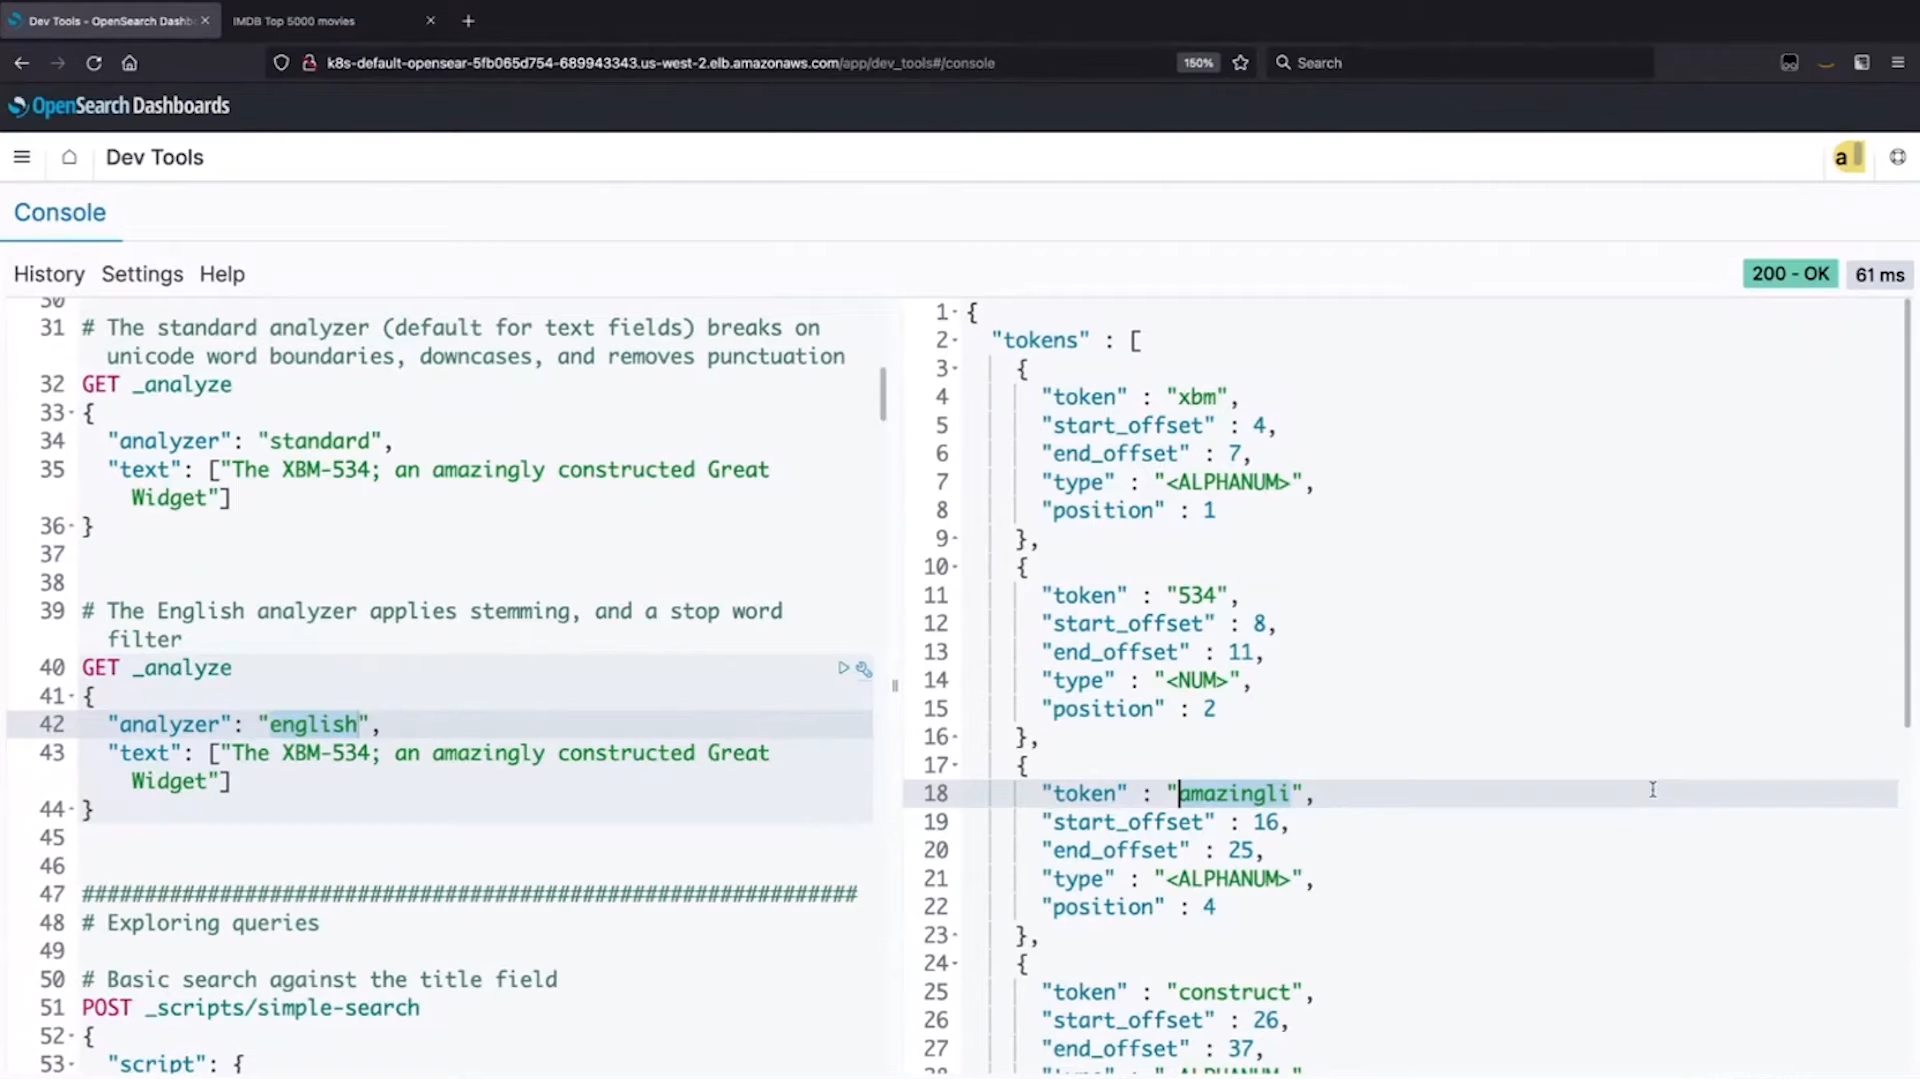 Dev Tools - OpenSearch Dashb
IMDB Top 5000 movies
k8s-default-opensear-5fb065d754-689943343.us-west-2.elb.amazonaws.com/app/dev_tools#/console
150%
Search
OpenSearch Dashboards
Dev Tools
a
Console
History Settings Help
200 - OK
61 ms
30
31 # The standard analyzer (default for text fields) breaks on
unicode word boundaries, downcases, and removes punctuation
32 GET _analyze
33 {
34 "analyzer": "standard",
35 "text": ["The XBM-534; an amazingly constructed Great
Widget"]
36 }
37
38
39 # The English analyzer applies stemming, and a stop word
filter
40 GET _analyze
41 {
42 "analyzer": "english",
43 "text": ["The XBM-534; an amazingly constructed Great
Widget"]
44 }
45
46
47 ##############################################################
48 # Exploring queries
49
50 # Basic search against the title field
51 POST _scripts/simple-search
52 {
53 "script": {
1 {
2 "tokens" : [
3 {
4 "token" : "xbm",
5 "start_offset" : 4,
6 "end_offset" : 7,
7 "type" : "<ALPHANUM>",
8 "position" : 1
9 },
10 {
11 "token" : "534",
12 "start_offset" : 8,
13 "end_offset" : 11,
14 "type" : "<NUM>",
15 "position" : 2
16 },
17 {
18 "token" : "amazingli",
19 "start_offset" : 16,
20 "end_offset" : 25,
21 "type" : "<ALPHANUM>",
22 "position" : 4
23 },
24 {
25 "token" : "construct",
26 "start_offset" : 26,
27 "end_offset" : 37,
28 "type" : "<ALPHANUM>",